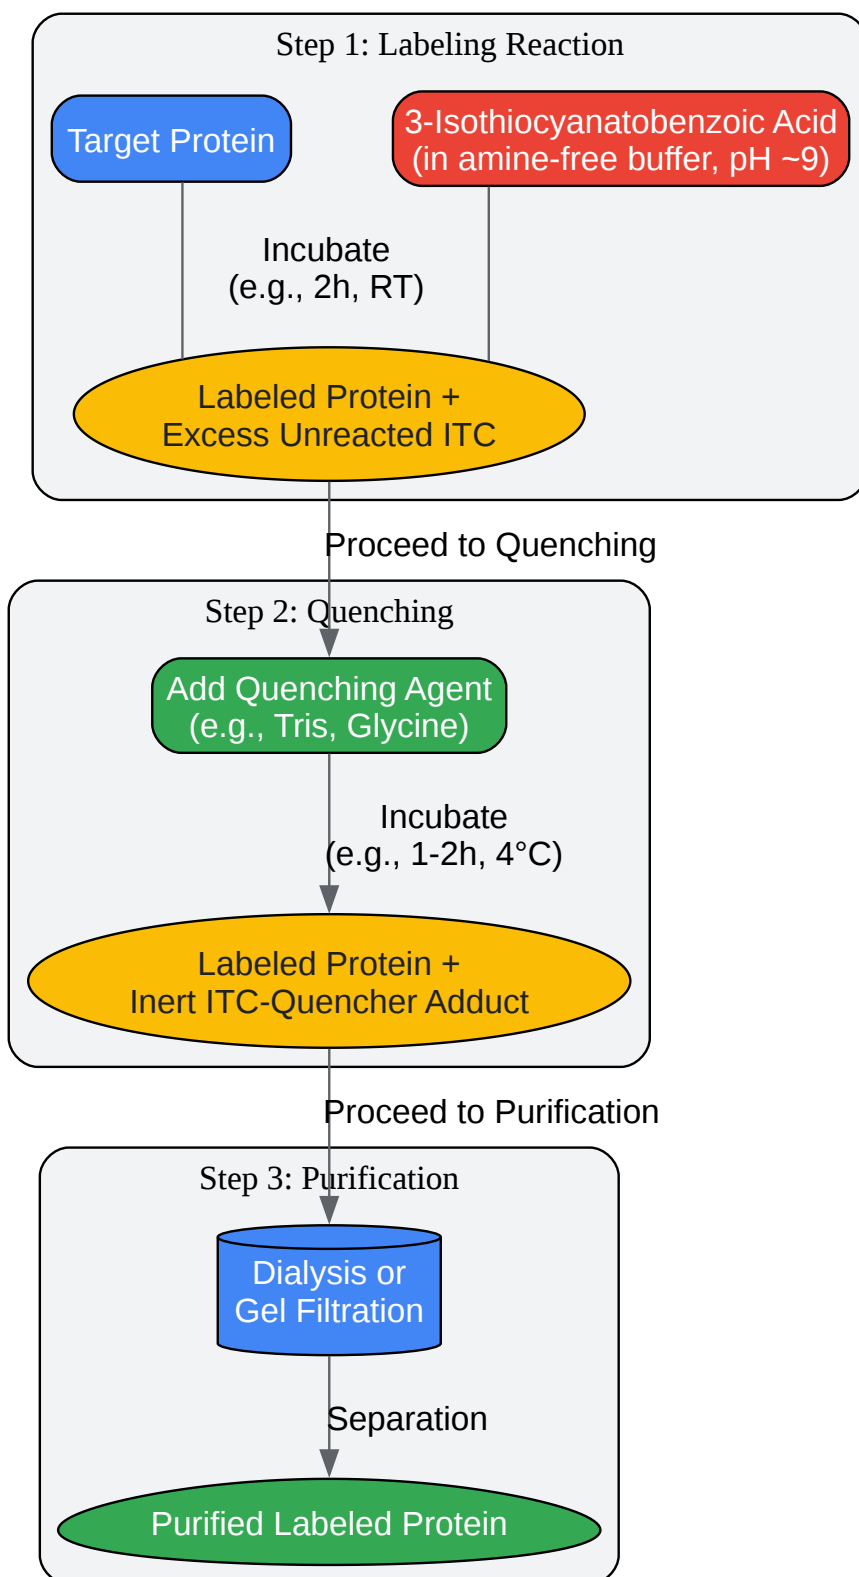 Step 1: Labeling Reaction
Target Protein
3-Isothiocyanatobenzoic Acid
(in amine-free buffer, pH ~9)
Incubate
(e.g., 2h, RT)
Labeled Protein +
Excess Unreacted ITC
Proceed to Quenching
Step 2: Quenching
Add Quenching Agent
(e.g., Tris, Glycine)
Incubate
(e.g., 1-2h, 4°C)
Labeled Protein +
Inert ITC-Quencher Adduct
Proceed to Purification
Step 3: Purification
Dialysis or
Gel Filtration
Separation
Purified Labeled Protein